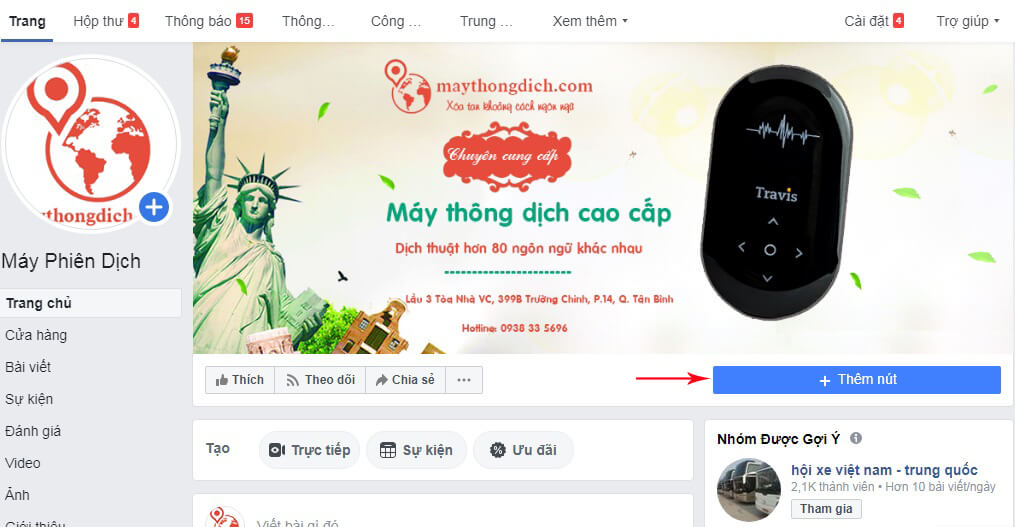 Trang Hộp thư 4 Thông báo 15 Thông… Công … Trung … Xem thêm Cài đặt 4 Trợ giúp
maythongdich.com
Xóa tan khoảng cách ngôn ngữ
Chuyên cung cấp
Máy thông dịch cao cấp
Dịch thuật hơn 80 ngôn ngữ khác nhau
Lầu 3 Tòa Nhà VC, 399B Trường Chinh, P.14, Q. Tân Bình
Hotline: 0938 33 5696
Travis
ythongdich
Máy Phiên Dịch
Trang chủ
Cửa hàng
Bài viết
Sự kiện
Đánh giá
Video
Ảnh
Giới thiệu
Thích Theo dõi Chia sẻ ...
+ Thêm nút
Tạo Trực tiếp Sự kiện Ưu đãi
Viết bài gì đó
Nhóm Được Gợi Ý
hội xe việt nam - trung quốc
2,1K thành viên • Hơn 10 bài viết/ngày
Tham gia